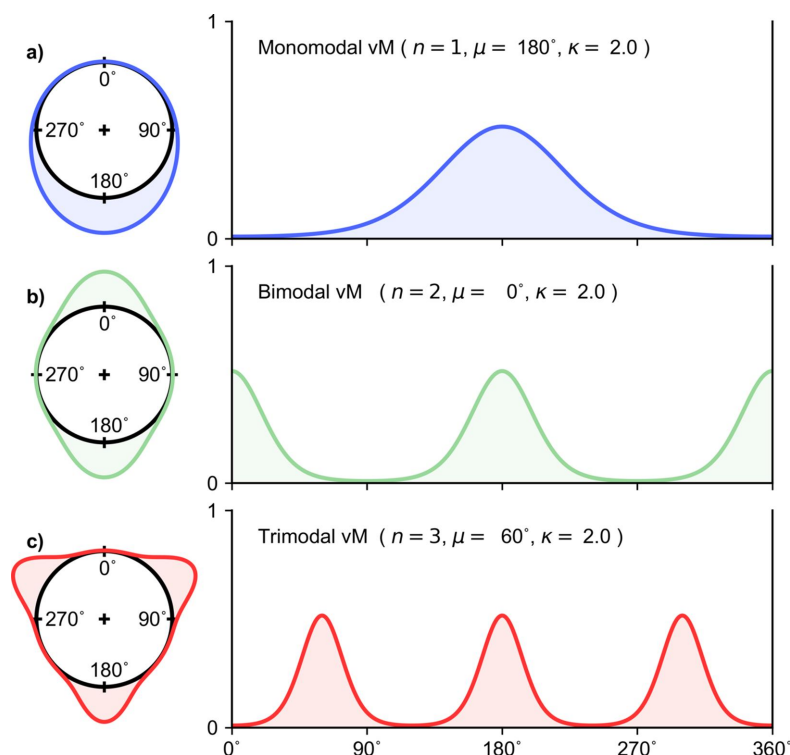 a)
0°
270°
90°
180°
1
Monomodal vM ( n = 1, μ = 180°, κ = 2.0 )
0
b)
0°
270°
90°
180°
1
Bimodal vM ( n = 2, μ = 0°, κ = 2.0 )
0
c)
0°
270°
90°
180°
1
Trimodal vM ( n = 3, μ = 60°, κ = 2.0 )
0
0° 90° 180° 270° 360°